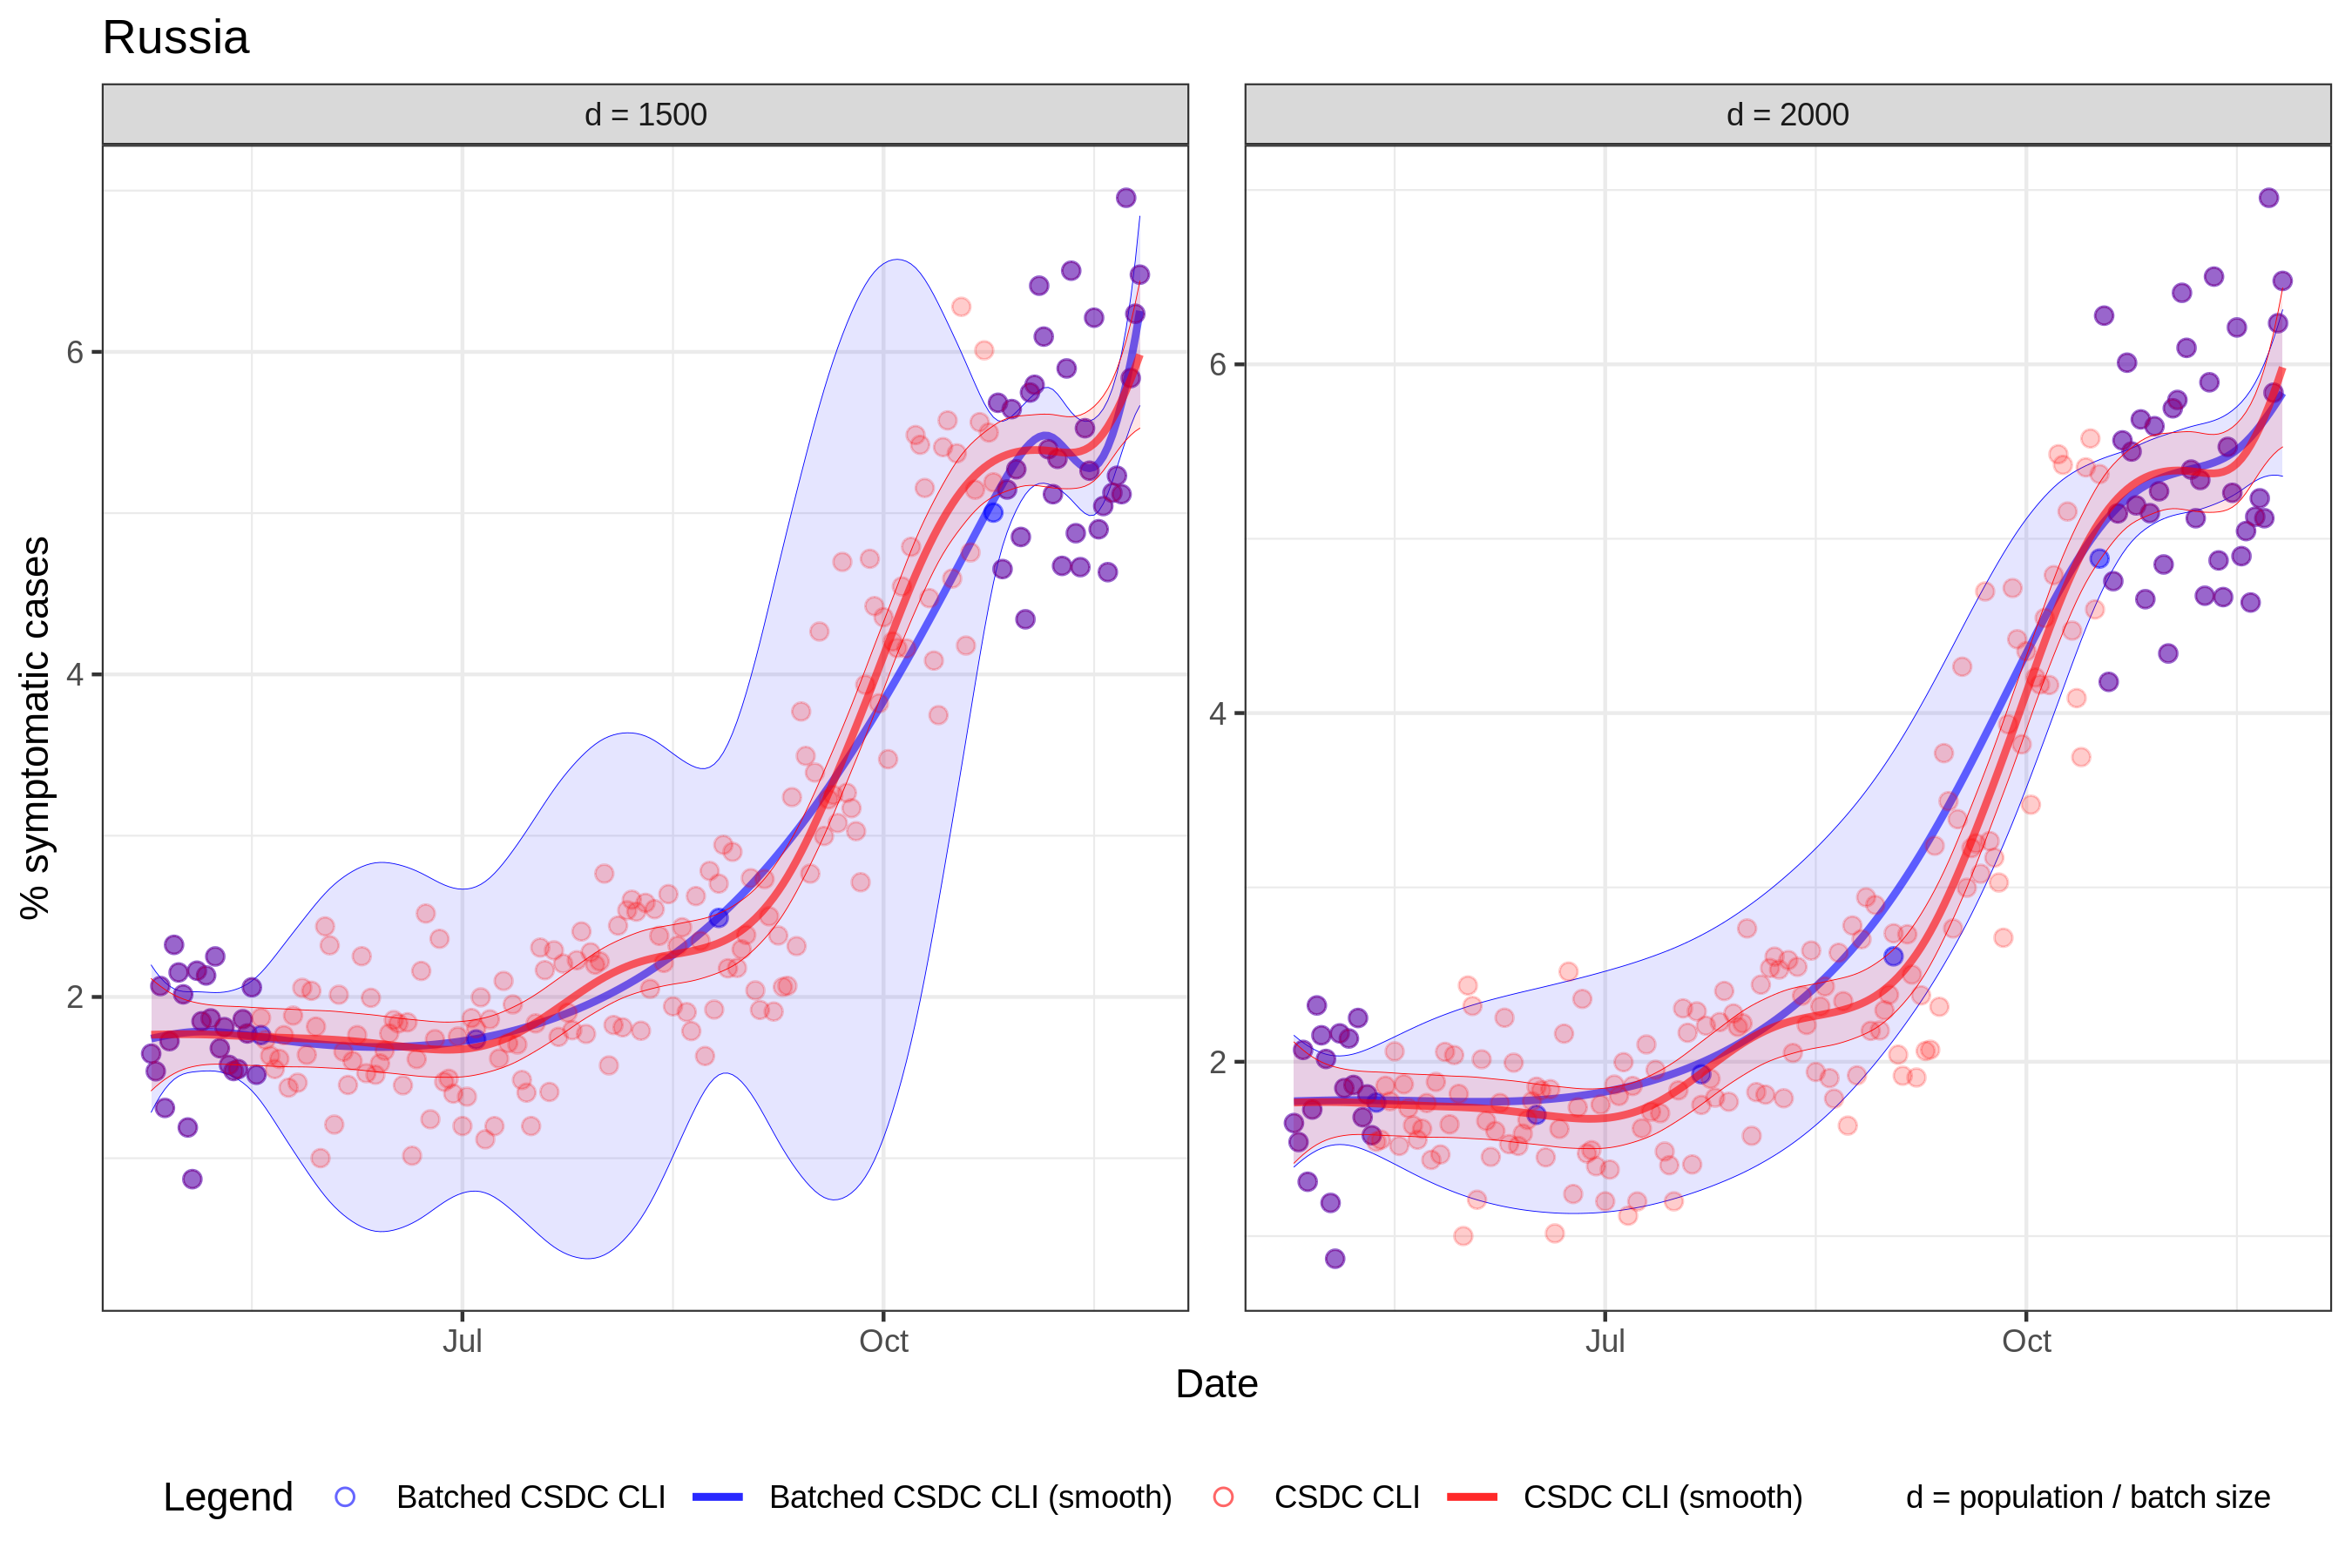 Russia
d = 1500
d = 2000
% symptomatic cases
6
4
2
6
4
2
Jul
Oct
Jul
Oct
Date
Legend
Batched CSDC CLI
Batched CSDC CLI (smooth)
CSDC CLI
CSDC CLI (smooth)
d = population / batch size